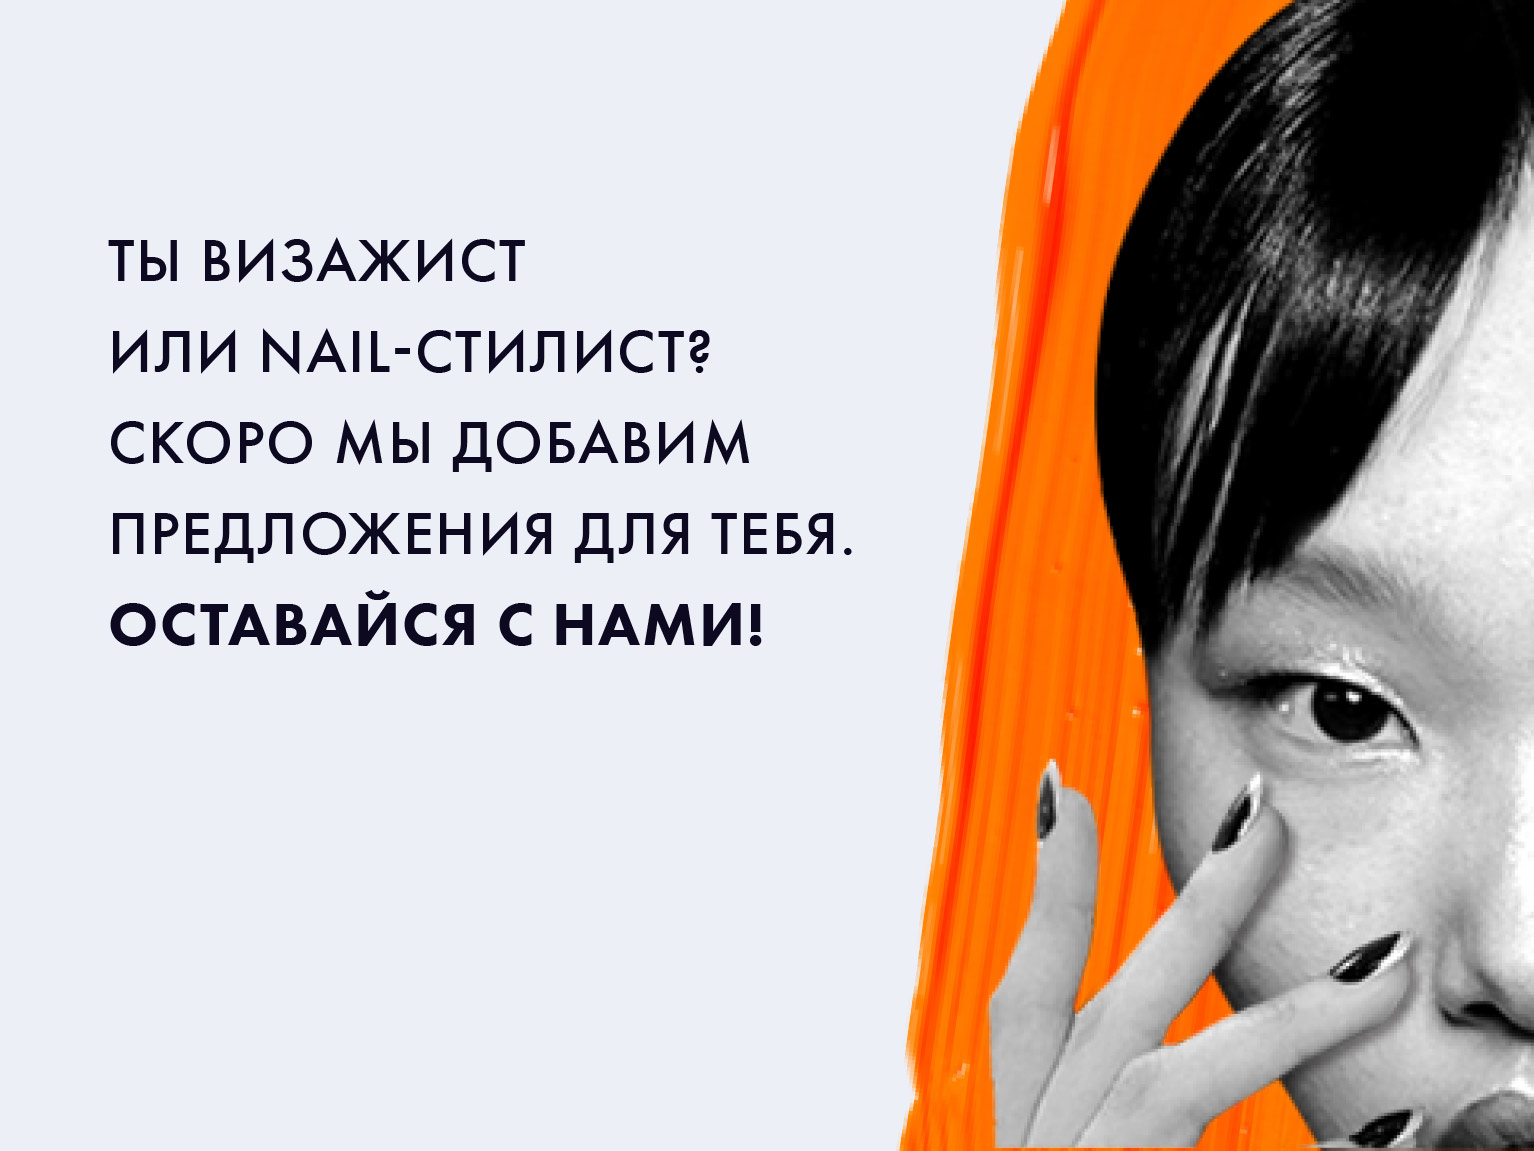 ТЫ ВИЗАЖИСТ
ИЛИ NAIL-СТИЛИСТ?
СКОРО МЫ ДОБАВИМ
ПРЕДЛОЖЕНИЯ ДЛЯ ТЕБЯ.
ОСТАВАЙСЯ С НАМИ!